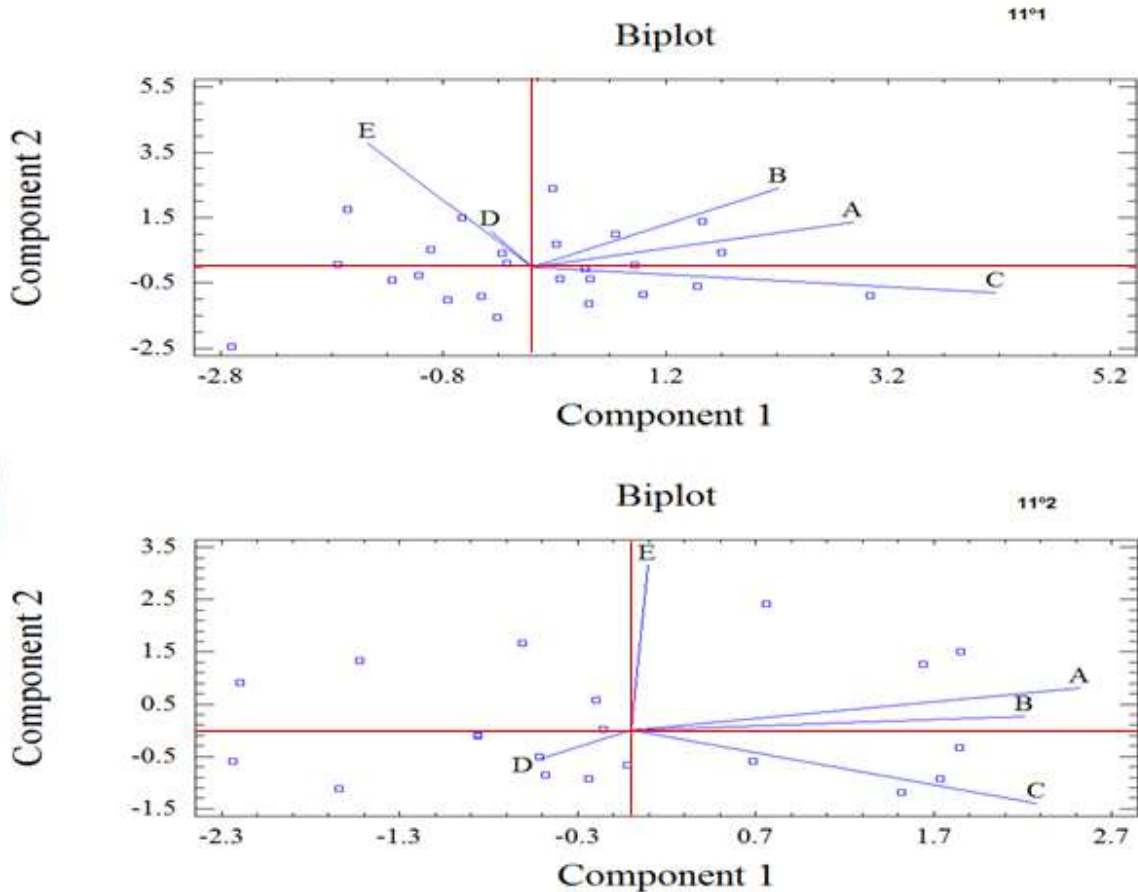 11º1
Biplot
5.5
3.5
1.5
-0.5
-2.5
Component 2
E
D
B
A
C
-2.8 -0.8 1.2 3.2 5.2
Component 1
Biplot
11º2
3.5
2.5
1.5
0.5
-0.5
-1.5
Component 2
E
A
B
D
C
-2.3 -1.3 -0.3 0.7 1.7 2.7
Component 1